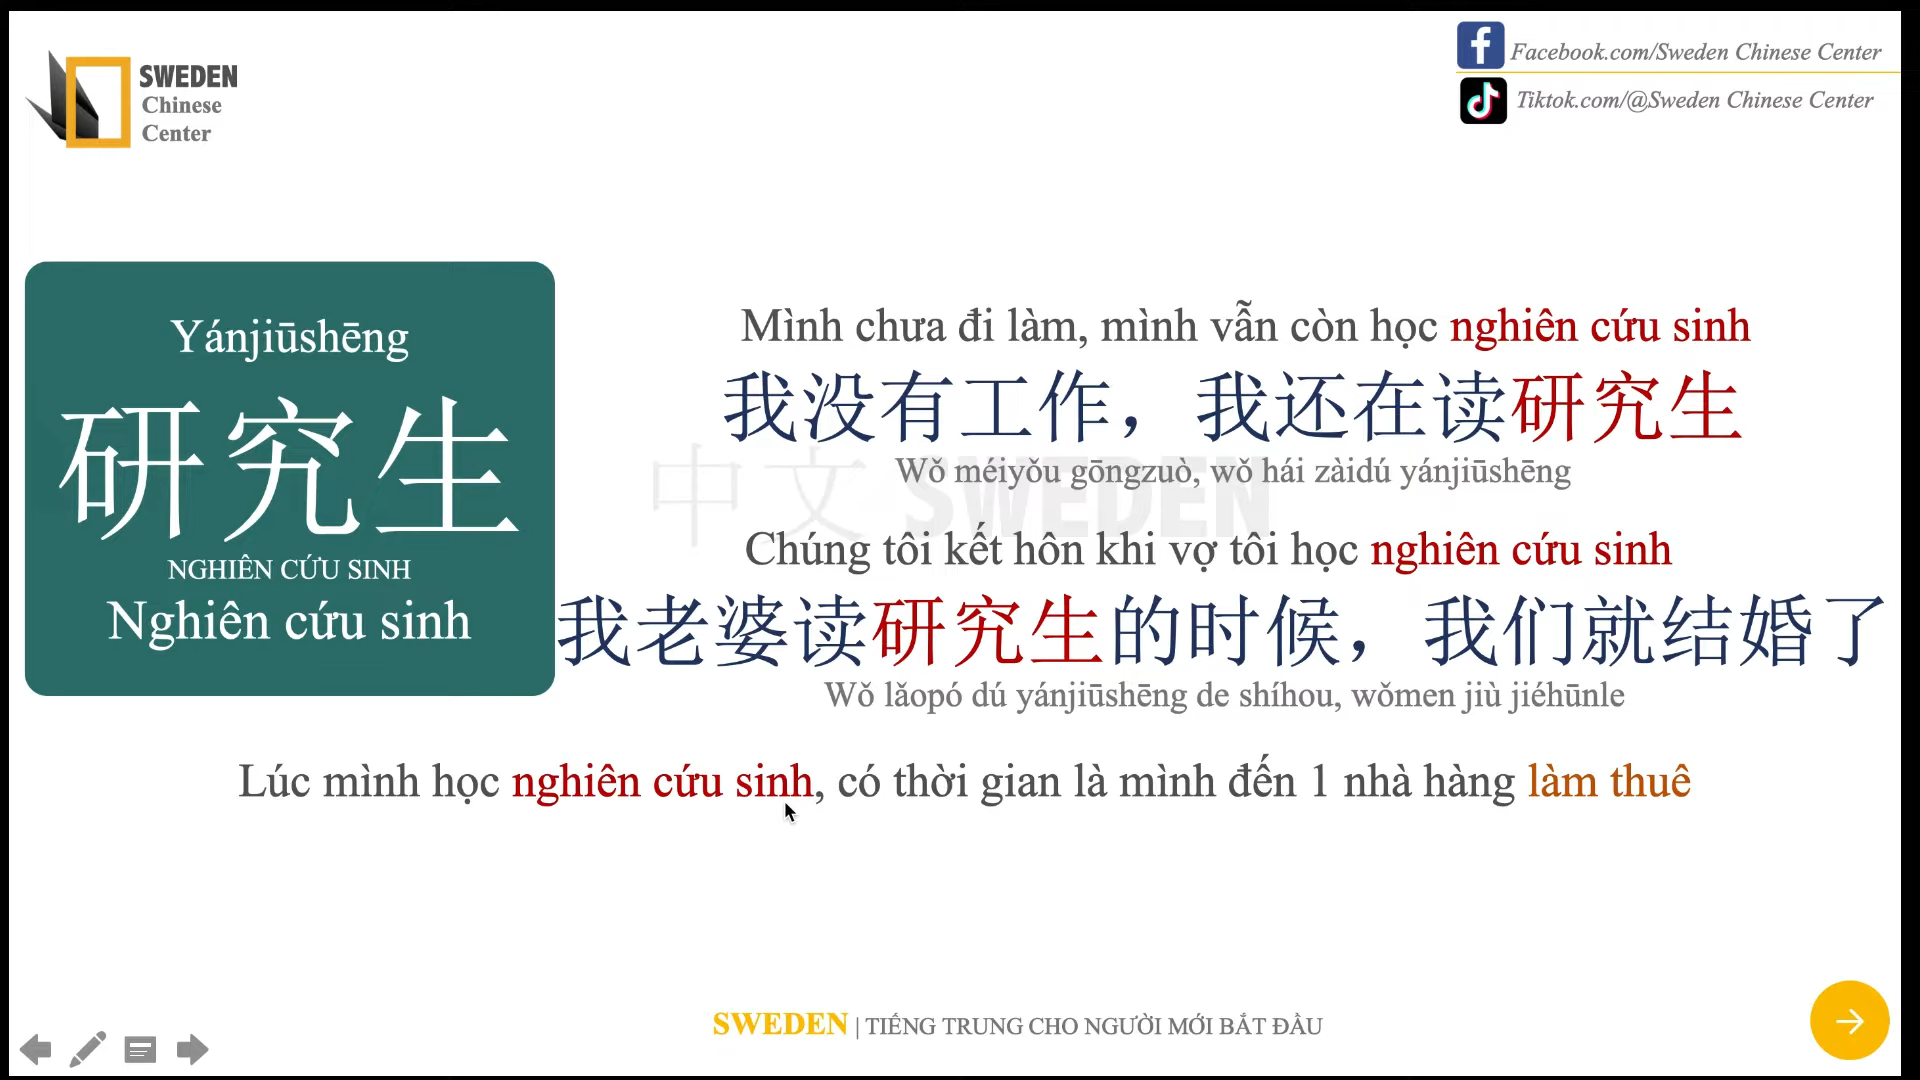 SWEDEN
Chinese
Center
Facebook.com/Sweden Chinese Center
Tiktok.com/@Sweden Chinese Center
Yánjiūshēng
研究生
NGHIÊN CỨU SINH
Nghiên cứu sinh
Mình chưa đi làm, mình vẫn còn học nghiên cứu sinh
我没有工作，我还在读研究生
Wǒ méiyǒu gōngzuò, wǒ hái zàidú yánjiūshēng
中文 SWEDEN
Chúng tôi kết hôn khi vợ tôi học nghiên cứu sinh
我老婆读研究生的时候，我们就结婚了
Wǒ lǎopó dú yánjiūshēng de shíhou, wǒmen jiù jiéhūnle
Lúc mình học nghiên cứu sinh, có thời gian là mình đến 1 nhà hàng làm thuê
SWEDEN | TIẾNG TRUNG CHO NGƯỜI MỚI BẮT ĐẦU